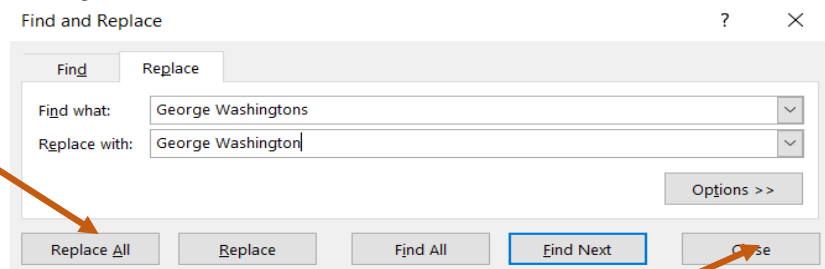 Find and Replace ? ×
Find Replace
Find what: George Washingtons
Replace with: George Washington
Options >>
Replace All Replace Find All Find Next Close